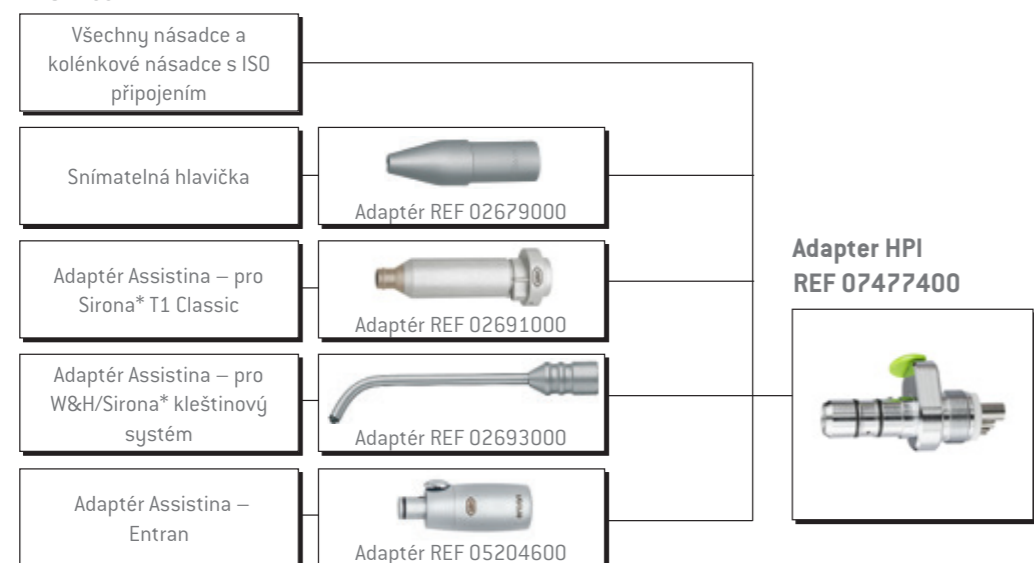 Všechny násadce a
kolénkové násadce s ISO
připojením
Snímatelná hlavička
Adaptér REF 02679000
Adaptér Assistina – pro
Sirona* T1 Classic
Adaptér REF 02691000
Adaptér Assistina – pro
W&H/Sirona* kleštinový
systém
Adaptér REF 02693000
Adaptér Assistina –
Entran
Adaptér REF 05204600
Adapter HPI
REF 07477400